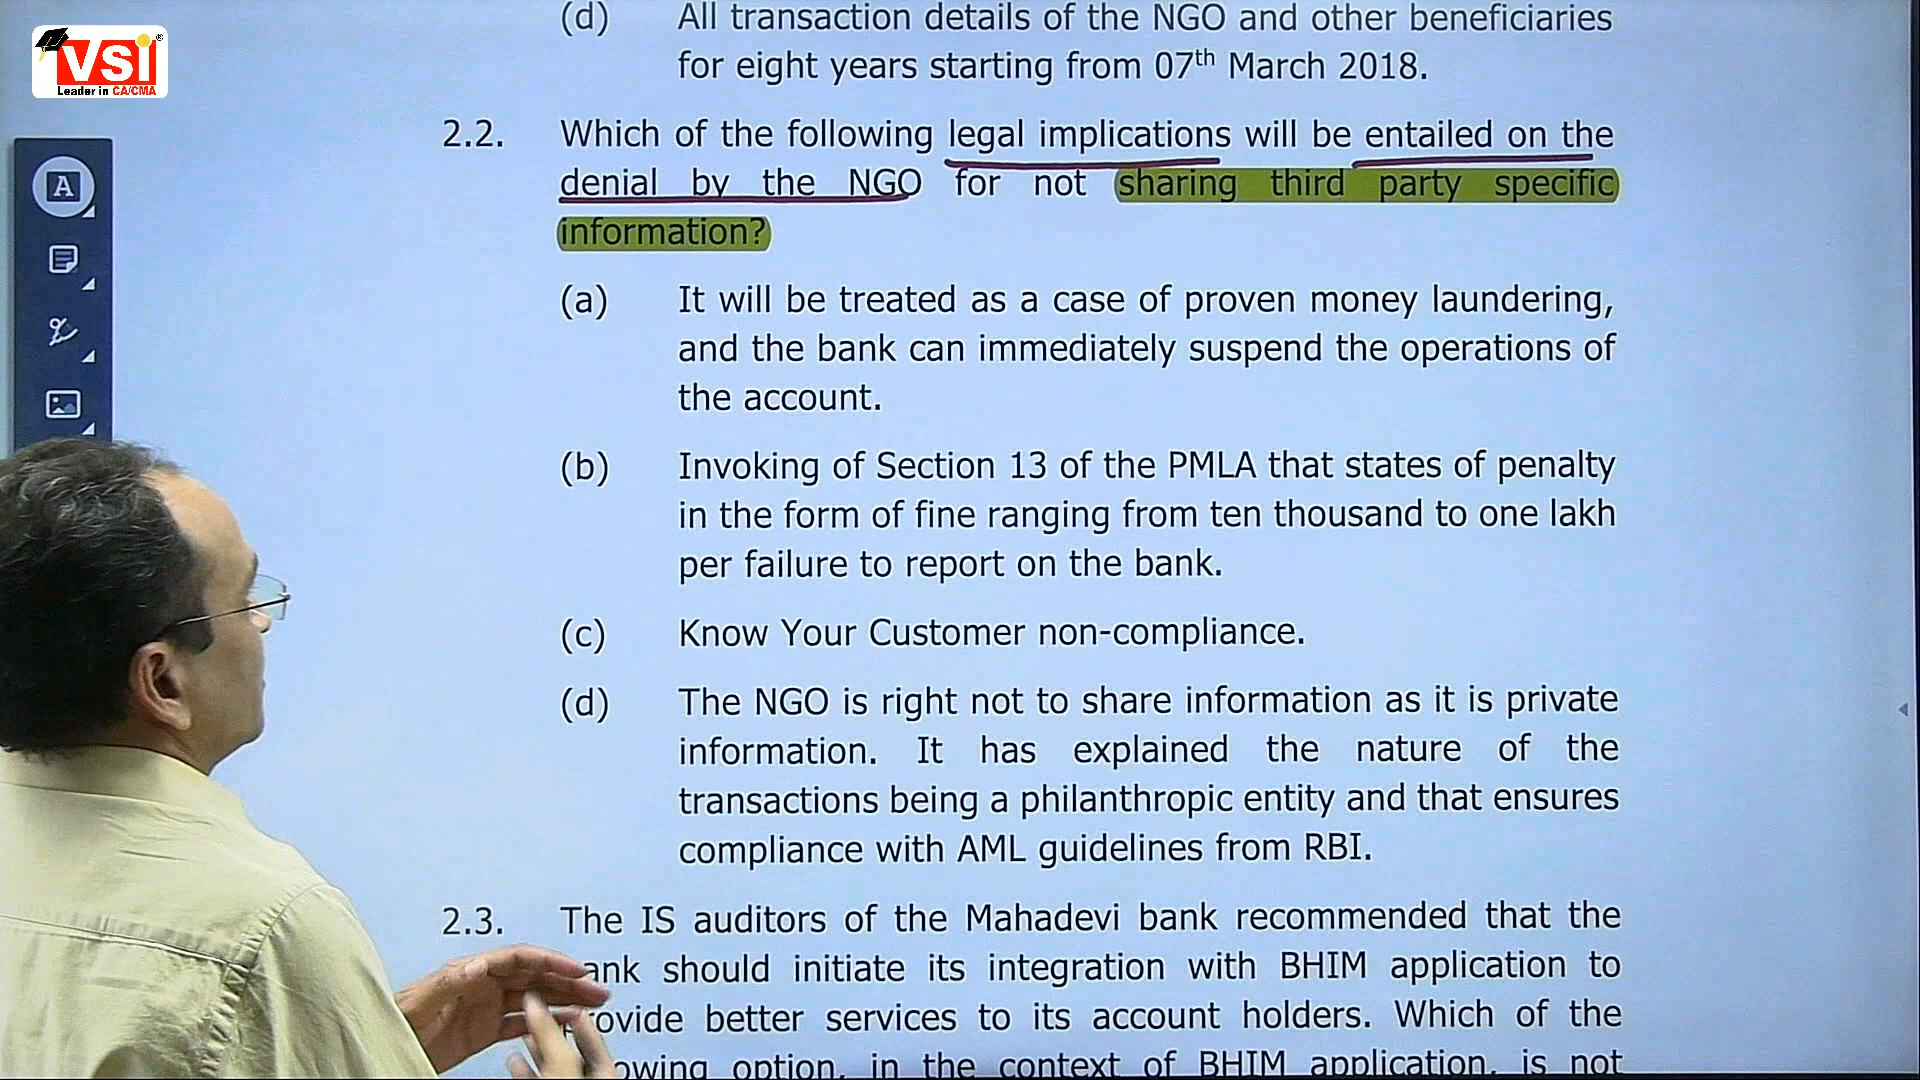 VSI
Leader in CA/CMA
(d) All transaction details of the NGO and other beneficiaries
for eight years starting from 07th March 2018.
2.2. Which of the following legal implications will be entailed on the
denial by the NGO for not sharing third party specific
information?
(a) It will be treated as a case of proven money laundering,
and the bank can immediately suspend the operations of
the account.
(b) Invoking of Section 13 of the PMLA that states of penalty
in the form of fine ranging from ten thousand to one lakh
per failure to report on the bank.
(c) Know Your Customer non-compliance.
(d) The NGO is right not to share information as it is private
information. It has explained the nature of the
transactions being a philanthropic entity and that ensures
compliance with AML guidelines from RBI.
2.3. The IS auditors of the Mahadevi bank recommended that the
ank should initiate its integration with BHIM application to
rovide better services to its account holders. Which of the
owing option, in the context of BHIM application, is not